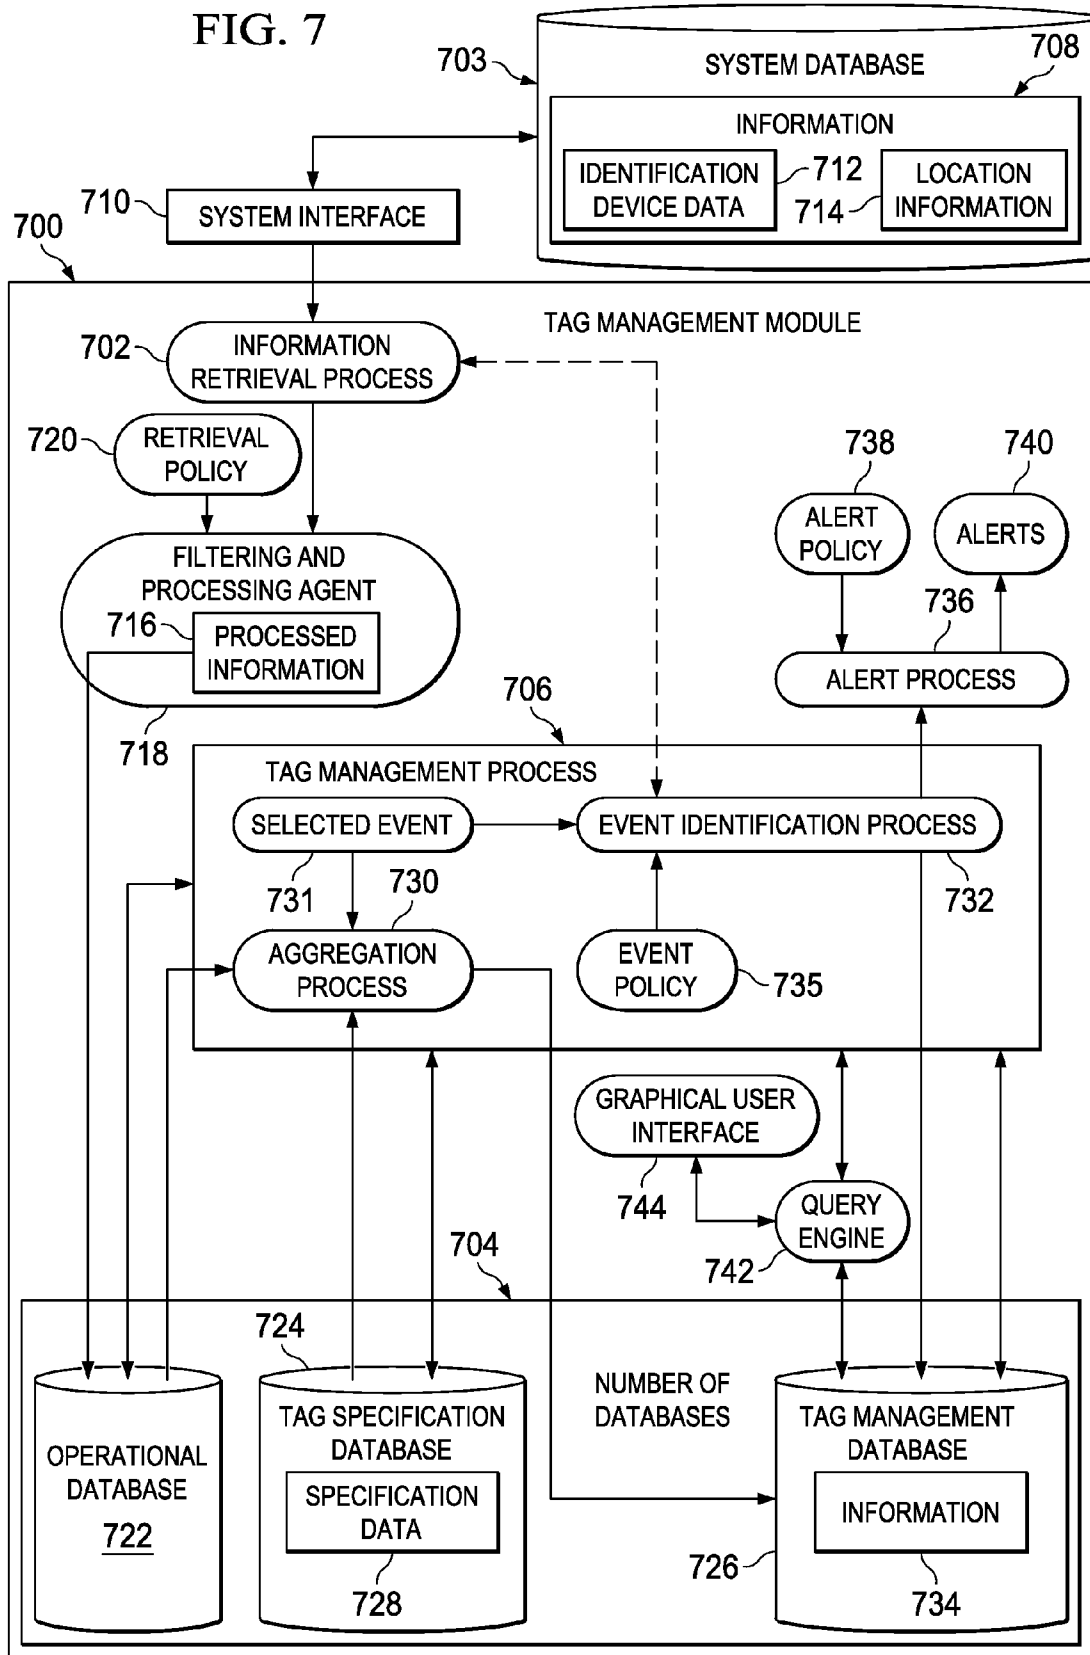 FIG. 7
703
SYSTEM DATABASE
708
INFORMATION
IDENTIFICATION
DEVICE DATA
712
714
LOCATION
INFORMATION
710
SYSTEM INTERFACE
700
TAG MANAGEMENT MODULE
702
INFORMATION
RETRIEVAL PROCESS
720
RETRIEVAL
POLICY
738
740
ALERT
POLICY
ALERTS
FILTERING AND
PROCESSING AGENT
716
PROCESSED
INFORMATION
718
736
ALERT PROCESS
706
TAG MANAGEMENT PROCESS
SELECTED EVENT
EVENT IDENTIFICATION PROCESS
731
730
732
AGGREGATION
PROCESS
EVENT
POLICY
735
GRAPHICAL USER
INTERFACE
744
QUERY
ENGINE
742
704
724
NUMBER OF
DATABASES
OPERATIONAL
DATABASE
722
TAG SPECIFICATION
DATABASE
SPECIFICATION
DATA
728
TAG MANAGEMENT
DATABASE
INFORMATION
726
734